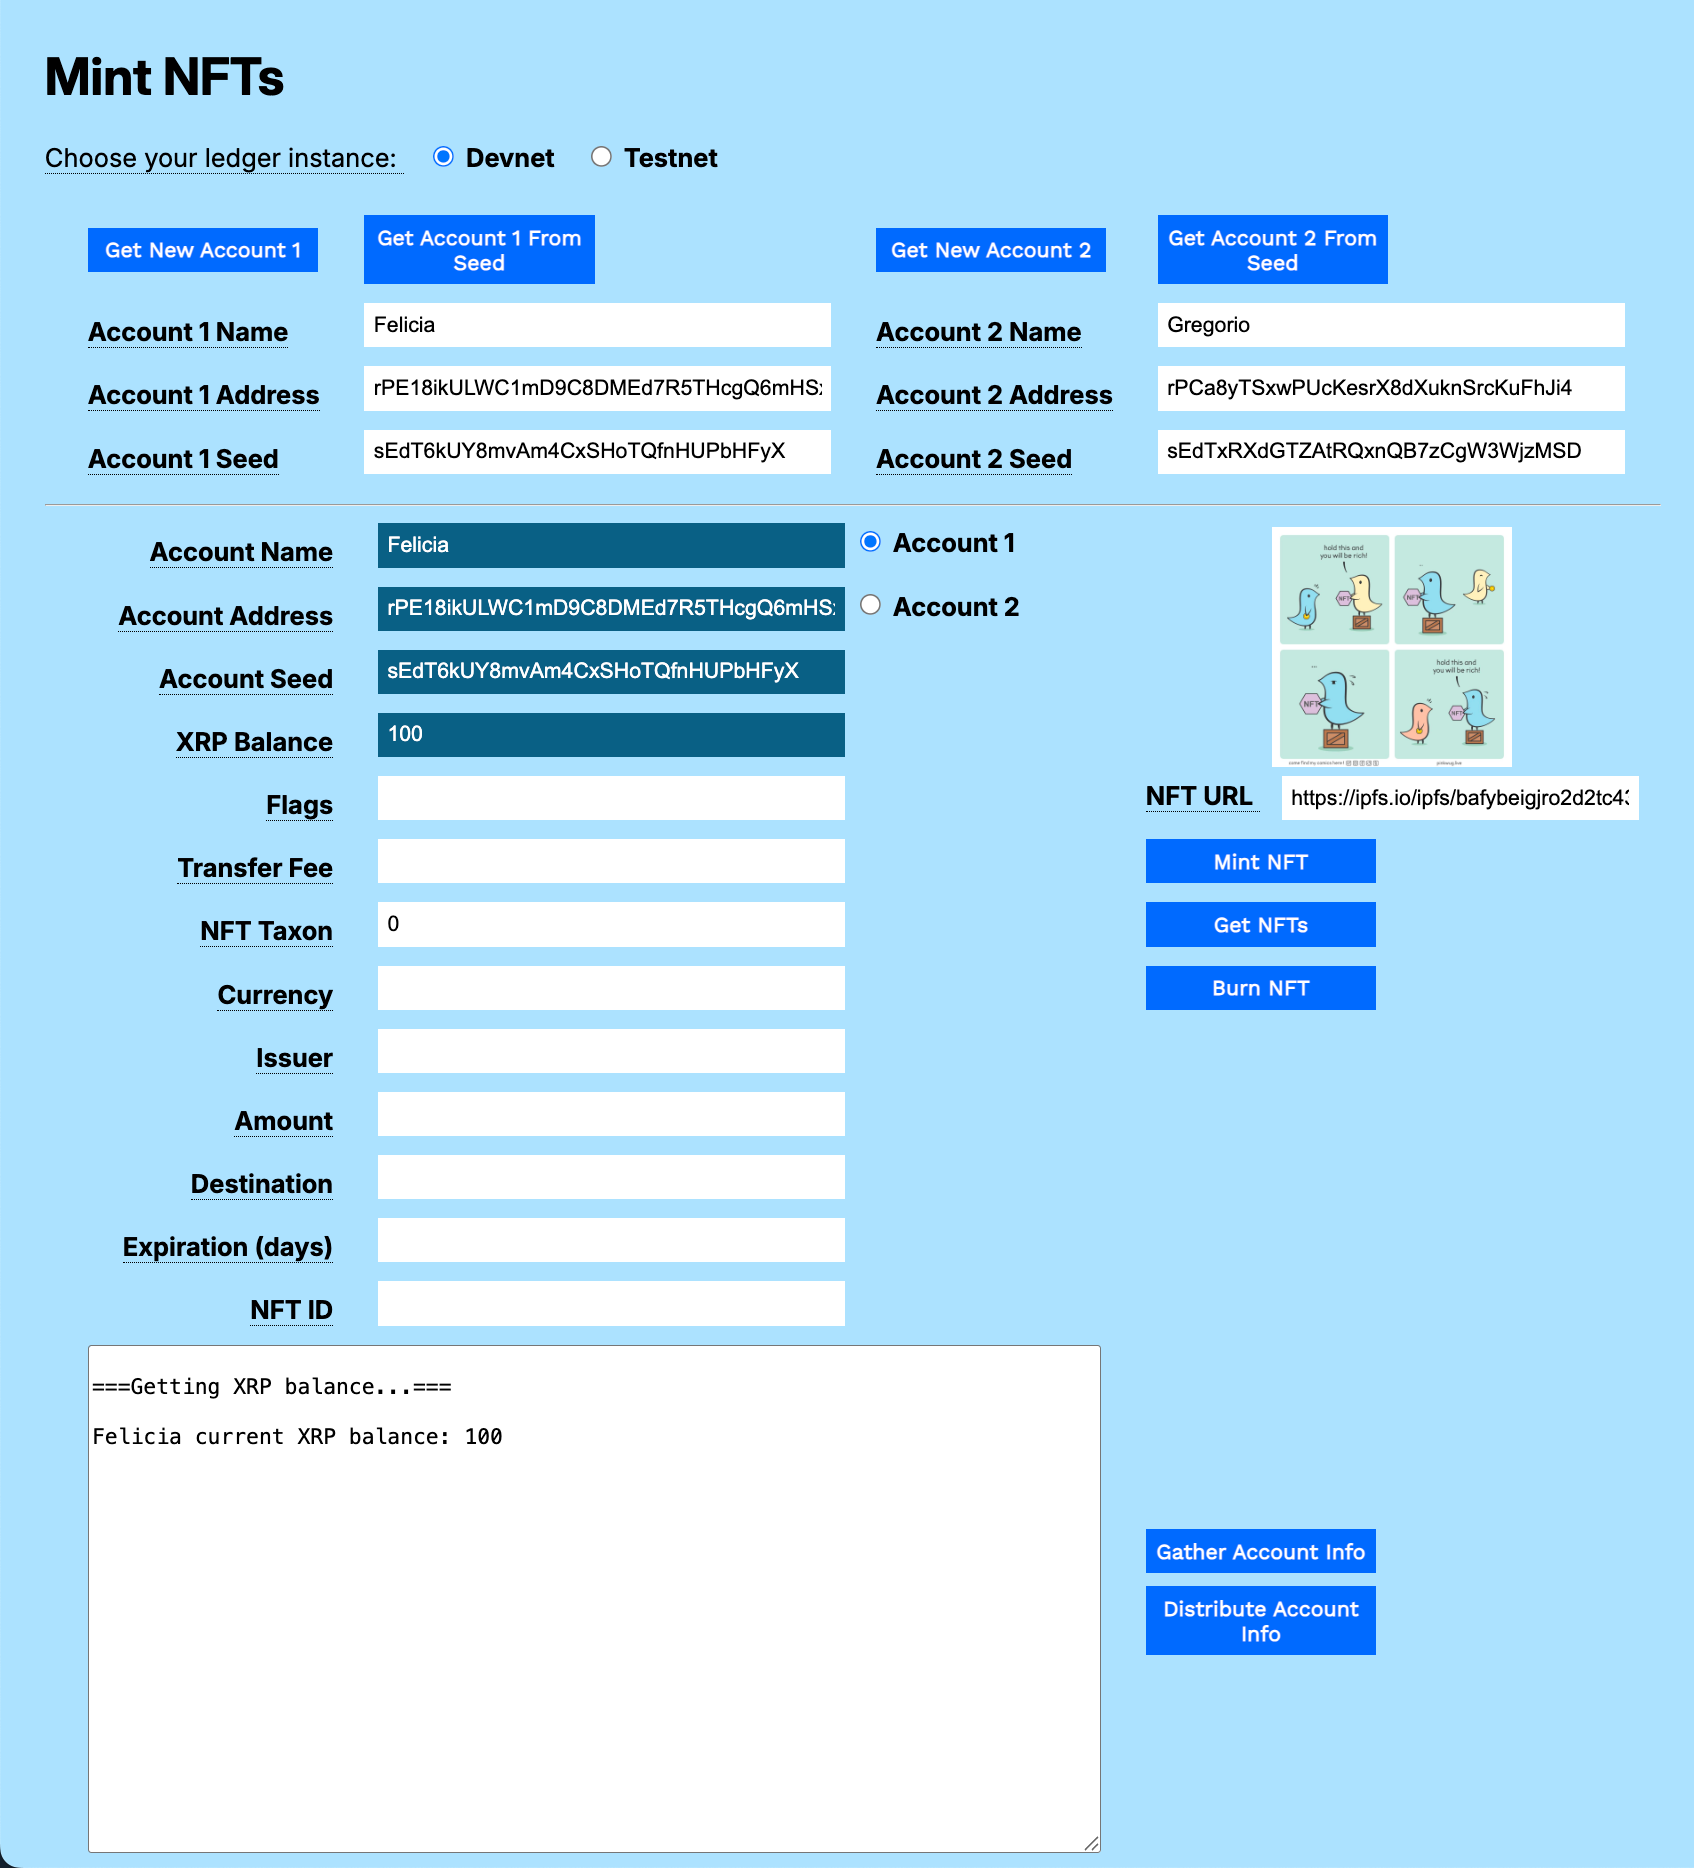 Mint NFTs
Choose your ledger instance: Devnet Testnet
Get New Account 1
Get Account 1 From
Seed
Get New Account 2
Get Account 2 From
Seed
Account 1 Name
Felicia
Account 2 Name
Gregorio
Account 1 Address
rPE18ikULWC1mD9C8DMEd7R5THcgQ6mHS
Account 2 Address
rPCa8yTSxwPUcKesrX8dXuknSrcKuFhJi4
Account 1 Seed
sEdT6kUY8mvAm4CxSHoTQfnHUPbHFyX
Account 2 Seed
sEdTxRXdGTZAtRQxnQB7zCgW3WjzMSD
Account Name
Felicia
Account 1
Account Address
rPE18ikULWC1mD9C8DMEd7R5THcgQ6mHS
Account 2
Account Seed
sEdT6kUY8mvAm4CxSHoTQfnHUPbHFyX
XRP Balance
100
hold this and
you will be rich!
NFT
NFT
...
NFT
hold this and
you will be rich!
NFT
Flags
NFT URL
https://ipfs.io/ipfs/bafybeigjro2d2tc43
Transfer Fee
Mint NFT
NFT Taxon
0
Get NFTs
Currency
Burn NFT
Issuer
Amount
Destination
Expiration (days)
NFT ID
===Getting XRP balance...===
Felicia current XRP balance: 100
Gather Account Info
Distribute Account
Info